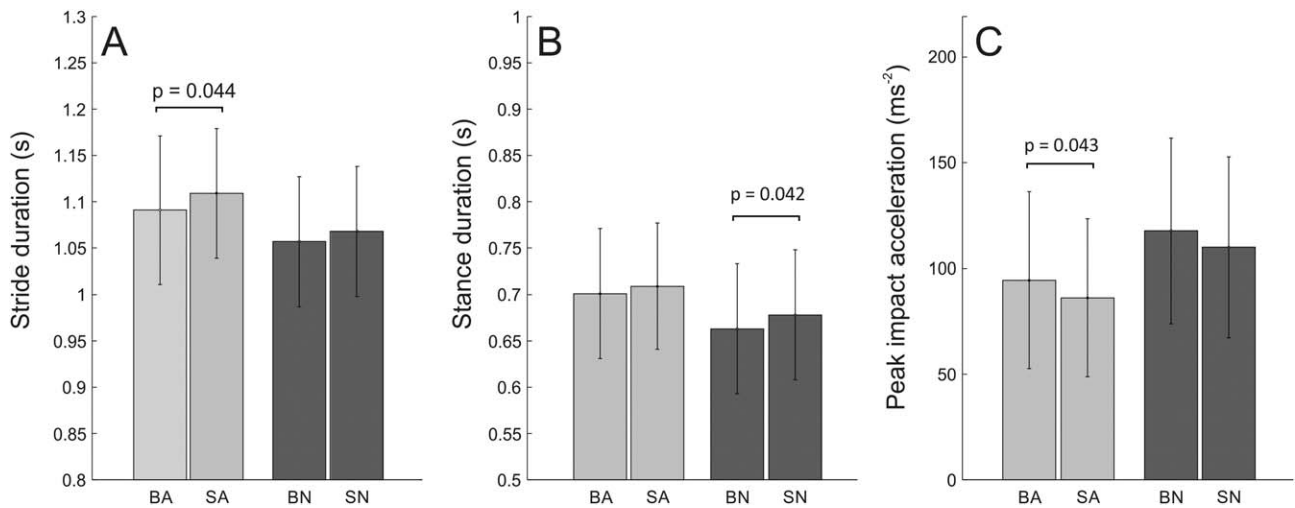 A
Stride duration (s)
1.3
1.25
1.2
1.15
1.1
1.05
1
0.95
0.9
0.85
0.8
p = 0.044
BA SA BN SN
B
Stance duration (s)
1
0.95
0.9
0.85
0.8
0.75
0.7
0.65
0.6
0.55
0.5
p = 0.042
BA SA BN SN
C
Peak impact acceleration (ms⁻²)
200
150
100
50
0
p = 0.043
BA SA BN SN